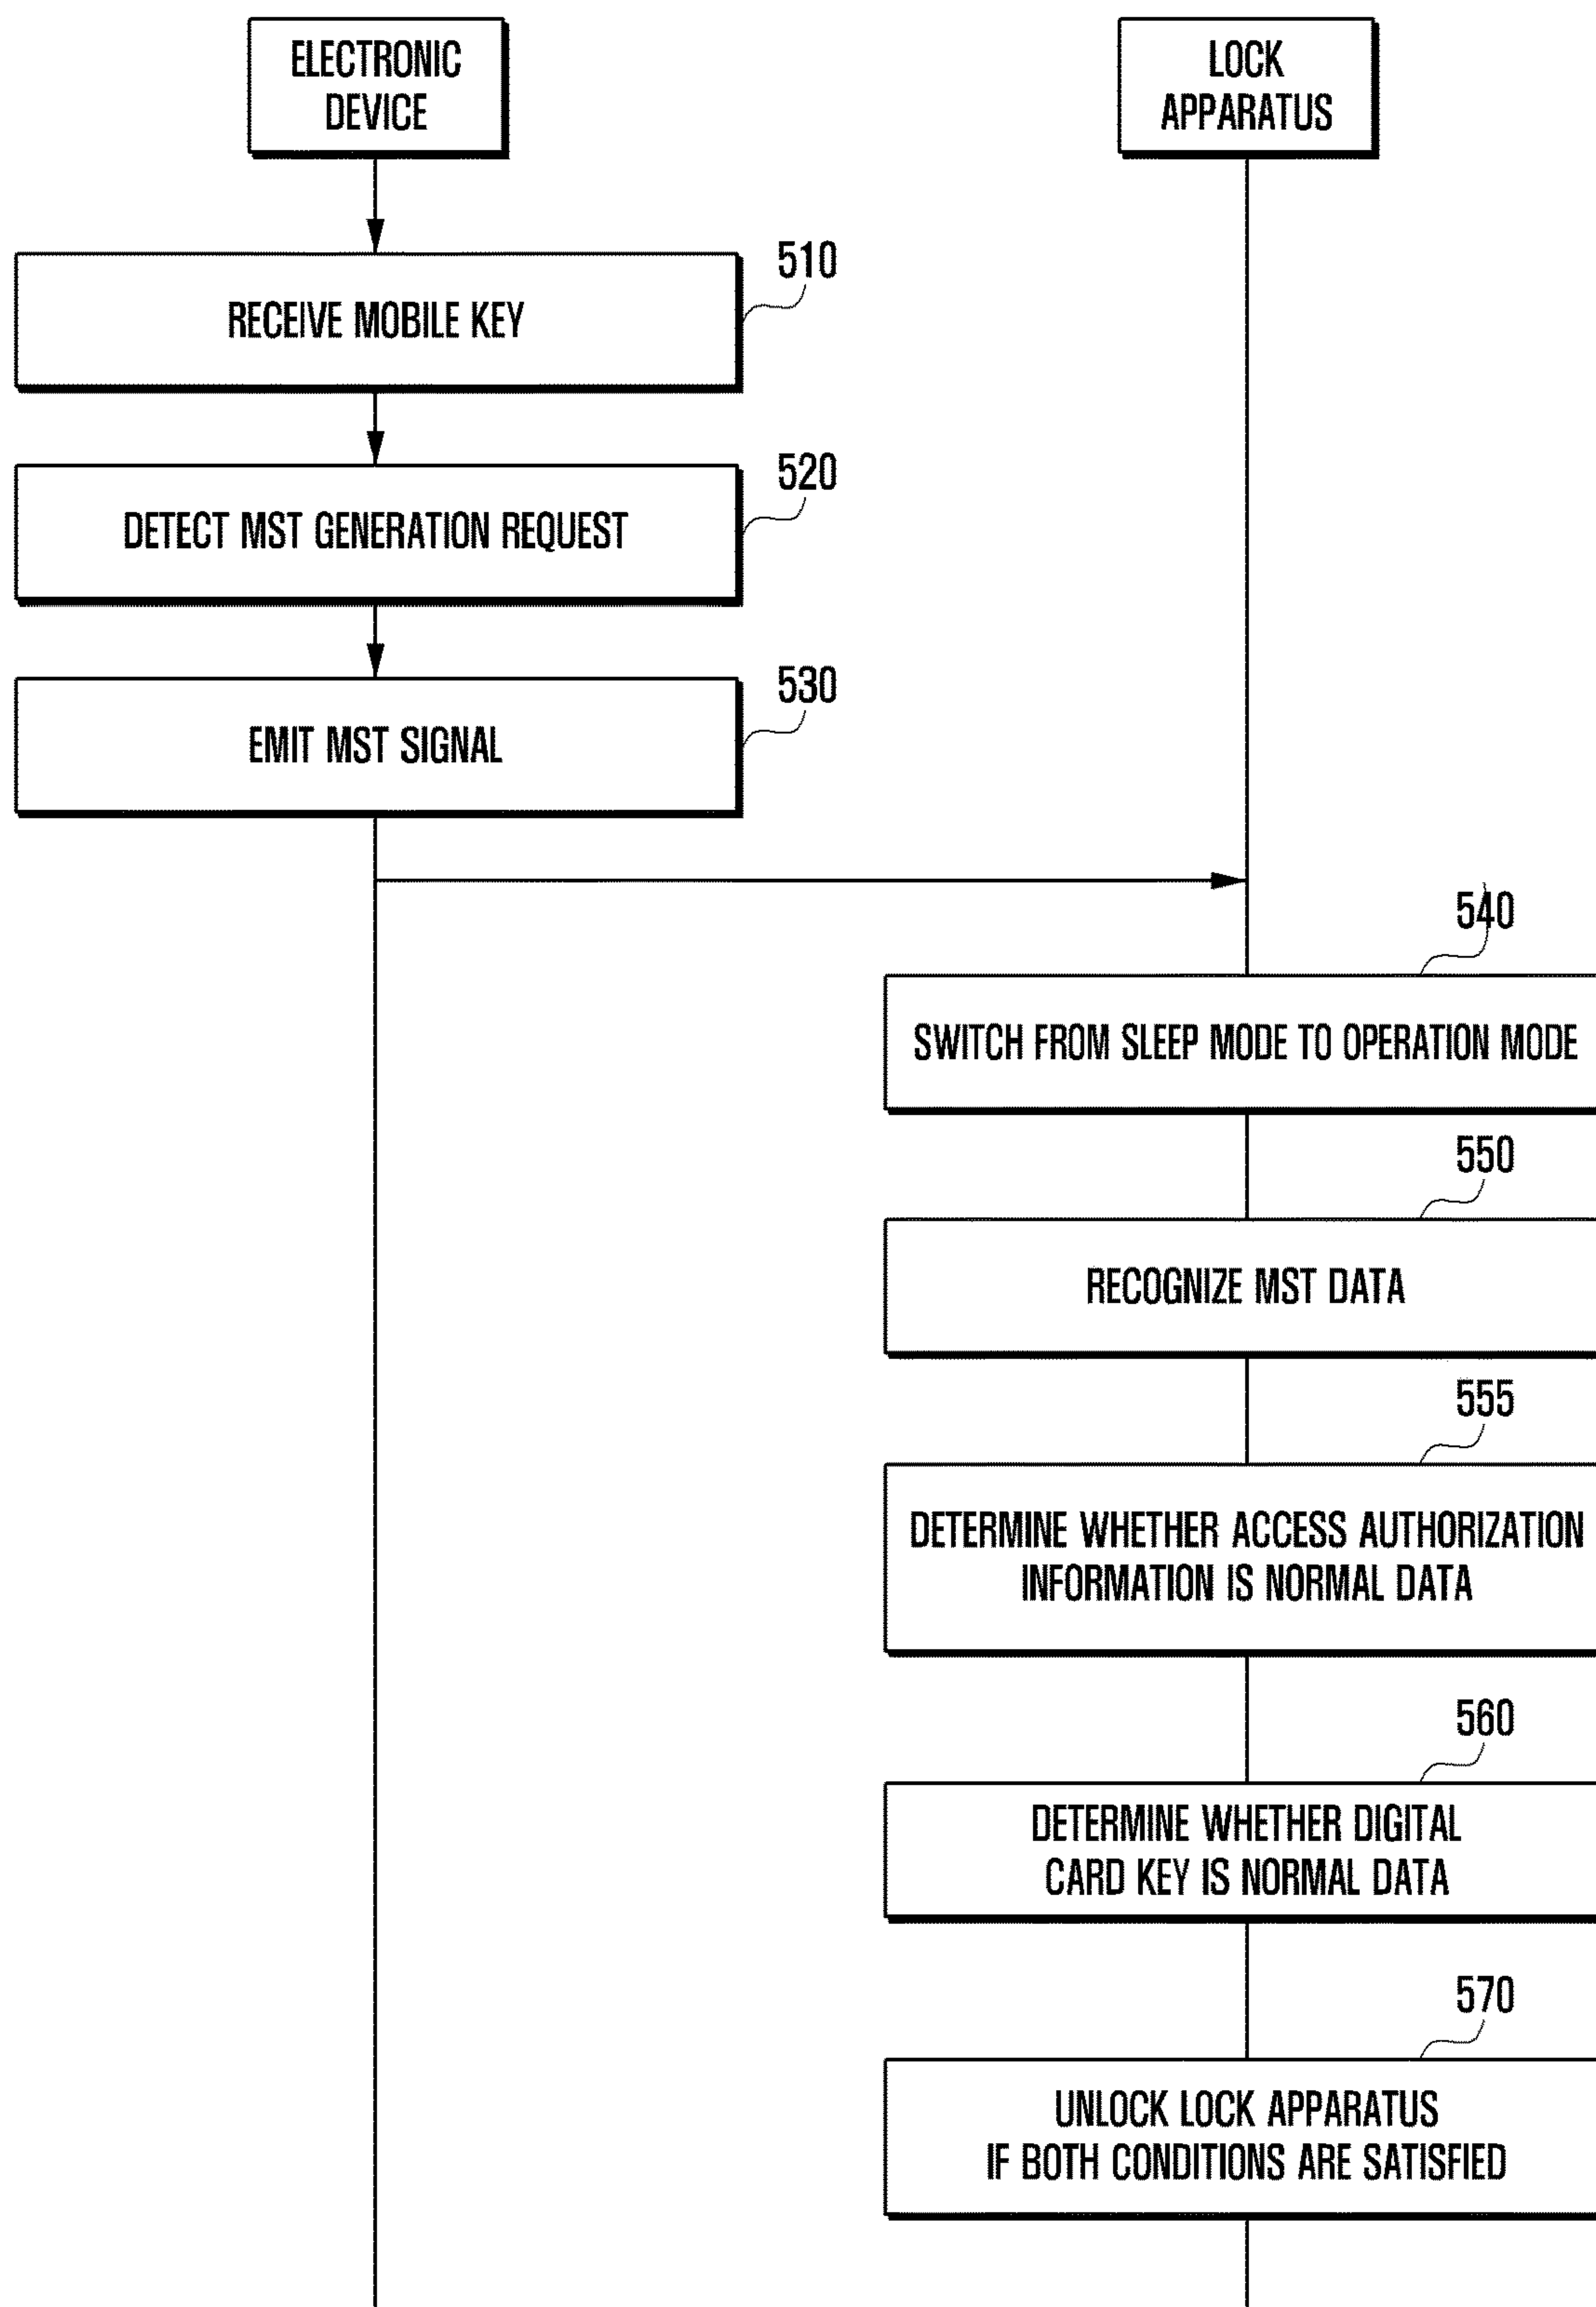 ELECTRONIC
DEVICE
LOCK
APPARATUS
510
RECEIVE MOBILE KEY
520
DETECT MST GENERATION REQUEST
530
EMIT MST SIGNAL
540
SWITCH FROM SLEEP MODE TO OPERATION MODE
550
RECOGNIZE MST DATA
555
DETERMINE WHETHER ACCESS AUTHORIZATION
INFORMATION IS NORMAL DATA
560
DETERMINE WHETHER DIGITAL
CARD KEY IS NORMAL DATA
570
UNLOCK LOCK APPARATUS
IF BOTH CONDITIONS ARE SATISFIED